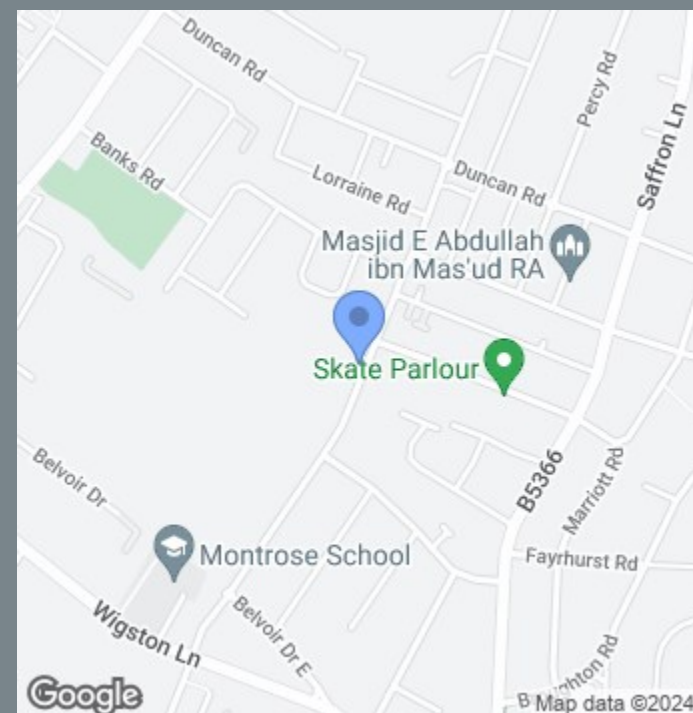 Duncan Rd
Percy Rd
Saffron Ln
Banks Rd
Lorraine Rd
Duncan Rd
Masjid E Abdullah
ibn Mas'ud RA
Skate Parlour
Belvoir Dr
B5366
Marriott Rd
Montrose School
Fayrhurst Rd
Wigston Ln
Belvoir Dr E
Google
Map data ©2024